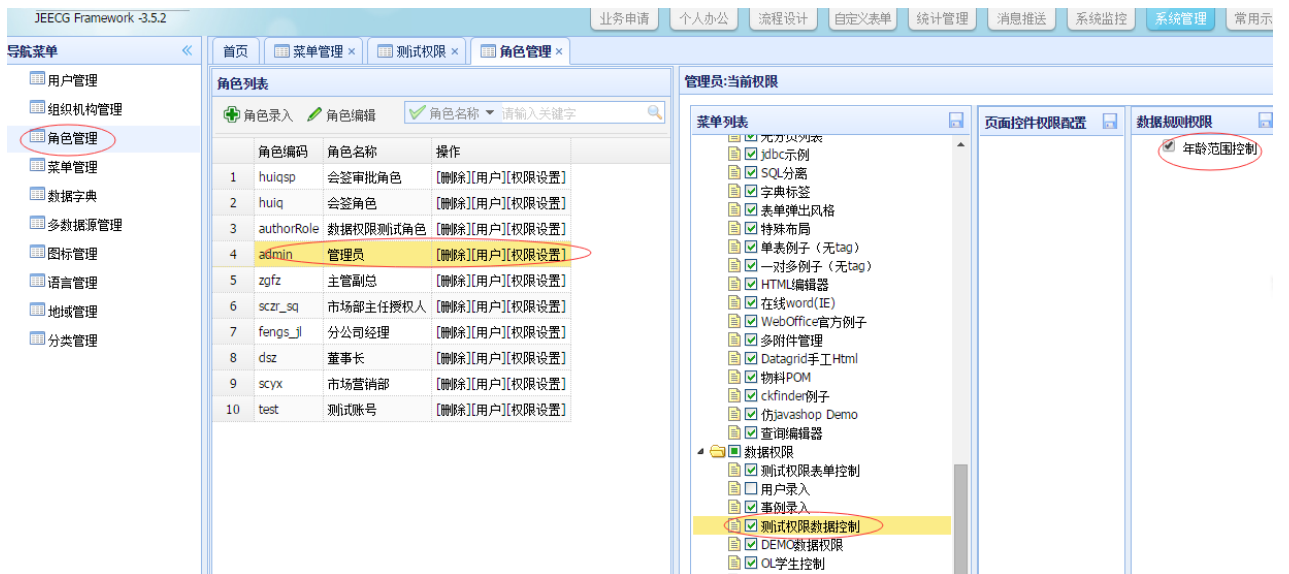 JEECG Framework -3.5.2
业务申请 个人办公 流程设计 自定义表单 统计管理 消息推送 系统监控 系统管理 常用示
导航菜单
首页 菜单管理 × 测试权限 × 角色管理 ×
用户管理
组织机构管理
角色管理
菜单管理
数据字典
多数据源管理
图标管理
语言管理
地域管理
分类管理
角色列表
角色录入 角色编辑 角色名称 请输入关键字
角色编码 角色名称 操作
1 huiqsp 会签审批角色 [删除][用户][权限设置]
2 huiq 会签角色 [删除][用户][权限设置]
3 authorRole 数据权限测试角色 [删除][用户][权限设置]
4 admin 管理员 [删除][用户][权限设置]
5 zgfz 主管副总 [删除][用户][权限设置]
6 sczr_sq 市场部主任授权人 [删除][用户][权限设置]
7 fengs_jl 分公司经理 [删除][用户][权限设置]
8 dsz 董事长 [删除][用户][权限设置]
9 scyx 市场营销部 [删除][用户][权限设置]
10 test 测试账号 [删除][用户][权限设置]
管理员:当前权限
菜单列表
无分页列表
jdbc示例
SQL分离
字典标签
表单弹出风格
特殊布局
单表例子（无tag）
一对多例子（无tag）
HTML编辑器
在线word(IE)
WebOffice官方例子
多附件管理
Datagrid手工Html
物料POM
ckfinder例子
仿javashop Demo
查询编辑器
数据权限
测试权限表单控制
用户录入
事例录入
测试权限数据控制
DEMO数据权限
OL学生控制
页面控件权限配置
数据规则权限
年龄范围控制